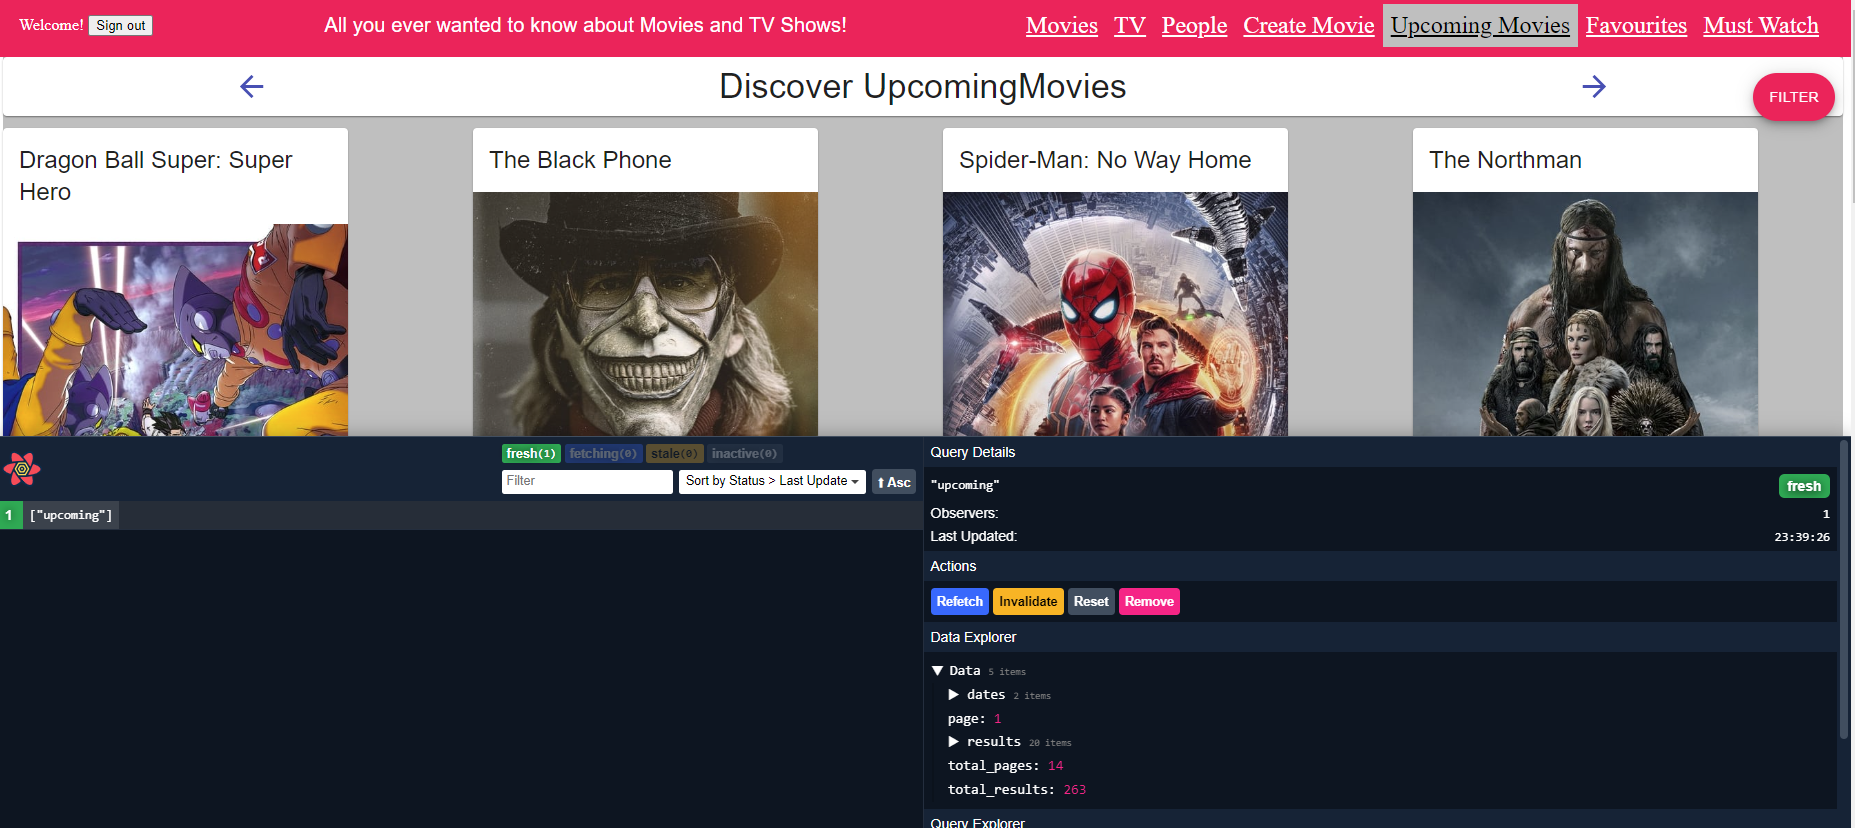 Welcome! Sign out
All you ever wanted to know about Movies and TV Shows!
Movies TV People Create Movie Upcoming Movies Favourites Must Watch
Discover UpcomingMovies
FILTER
Dragon Ball Super: Super
Hero
The Black Phone
Spider-Man: No Way Home
The Northman
fresh(1) fetching(0) stale(0) inactive(0)
Filter
Sort by Status > Last Update
Asc
1 ["upcoming"]
Query Details
"upcoming"
fresh
Observers: 1
Last Updated: 23:39:26
Actions
Refetch Invalidate Reset Remove
Data Explorer
Data 5 items
dates 2 items
page: 1
results 20 items
total_pages: 14
total_results: 263
Query Explorer